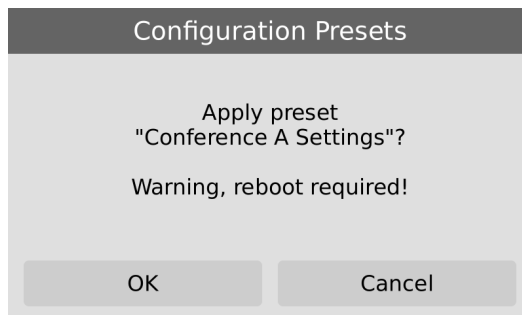 Configuration Presets
Apply preset
"Conference A Settings"?
Warning, reboot required!
OK
Cancel